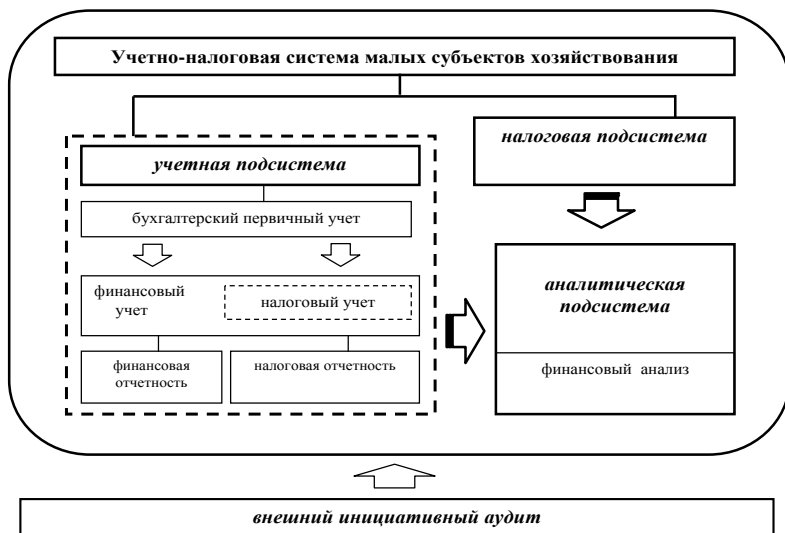 Учетно-налоговая система малых субъектов хозяйствования
учетная подсистема
налоговая подсистема
бухгалтерский первичный учет
финансовый
учет
налоговый учет
финансовая
отчетность
налоговая отчетность
аналитическая
подсистема
финансовый анализ
внешний инициативный аудит